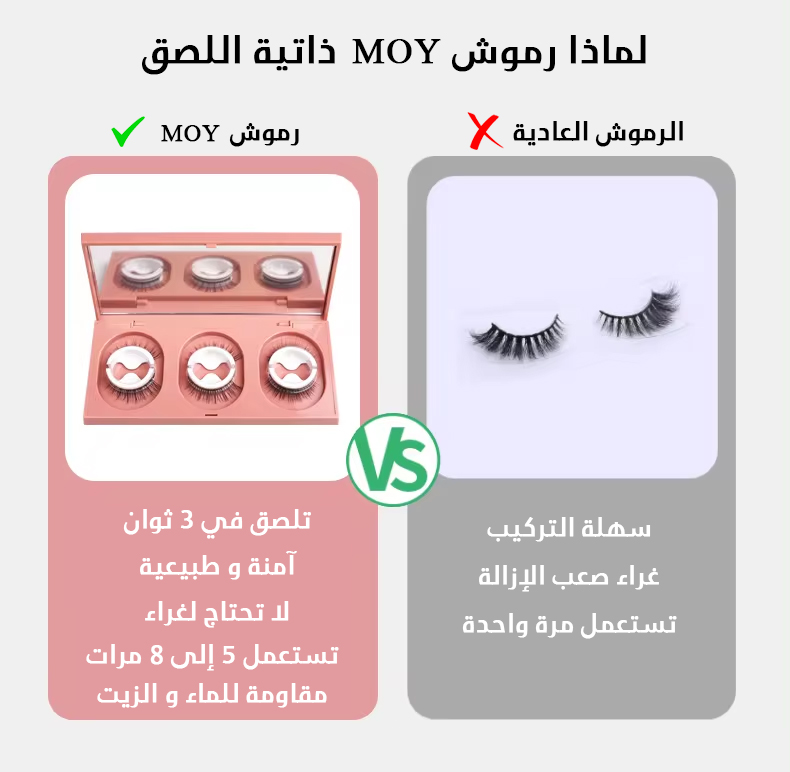 لماذا رموش MOY ذاتية اللصق
الرموش العادية
سهلة التركيب
غراء صعب الإزالة
تستعمل مرة واحدة
VS
رموش MOY
تلصق في 3 ثوان
آمنة و طبيعية
لا تحتاج لغراء
تستعمل 5 إلى 8 مرات
مقاومة للماء و الزيت